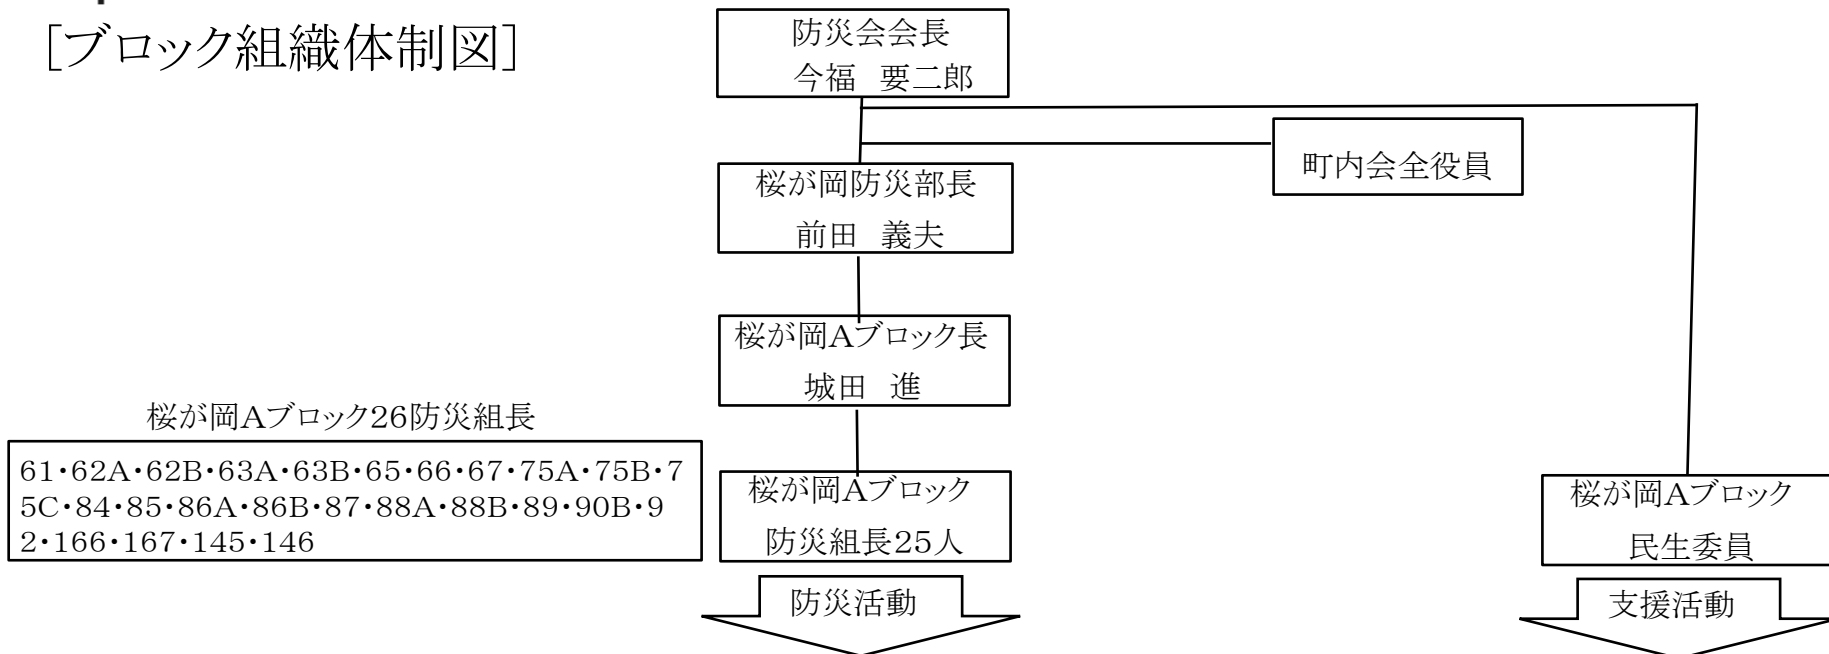 [ブロック組織体制図]
防災会会長
今福　要二郎
町内会全役員
桜が岡防災部長
前田　義夫
桜が岡Aブロック長
城田　進
桜が岡Aブロック26防災組長
61・62A・62B・63A・63B・65・66・67・75A・75B・7
5C・84・85・86A・86B・87・88A・88B・89・90B・9
2・166・167・145・146
桜が岡Aブロック
防災組長25人
桜が岡Aブロック
民生委員
防災活動
支援活動